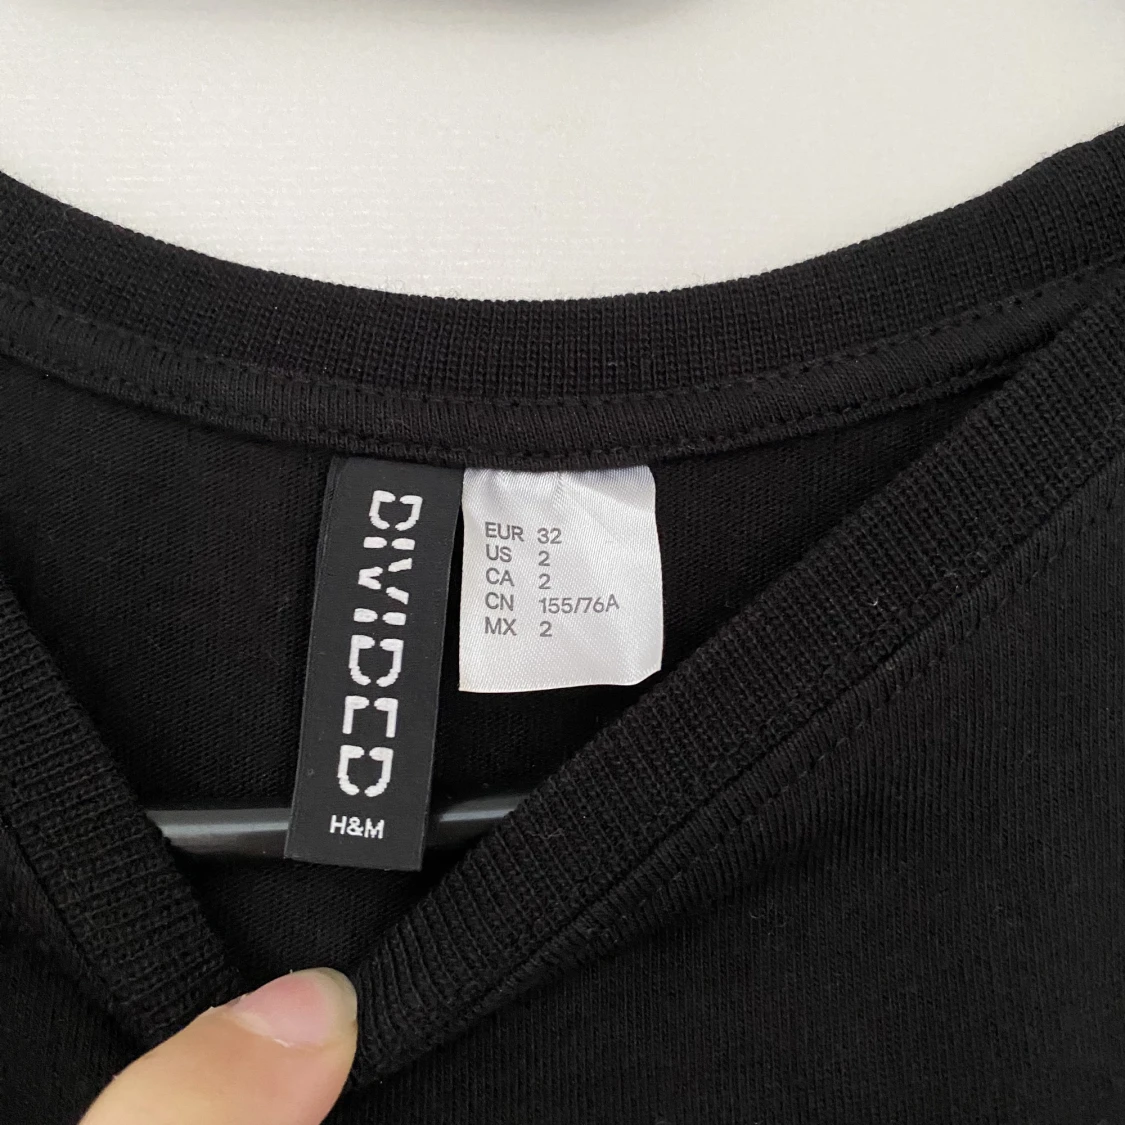 DIVIDED
H&M
EUR 32
US 2
CA 2
CN 155/76A
MX 2